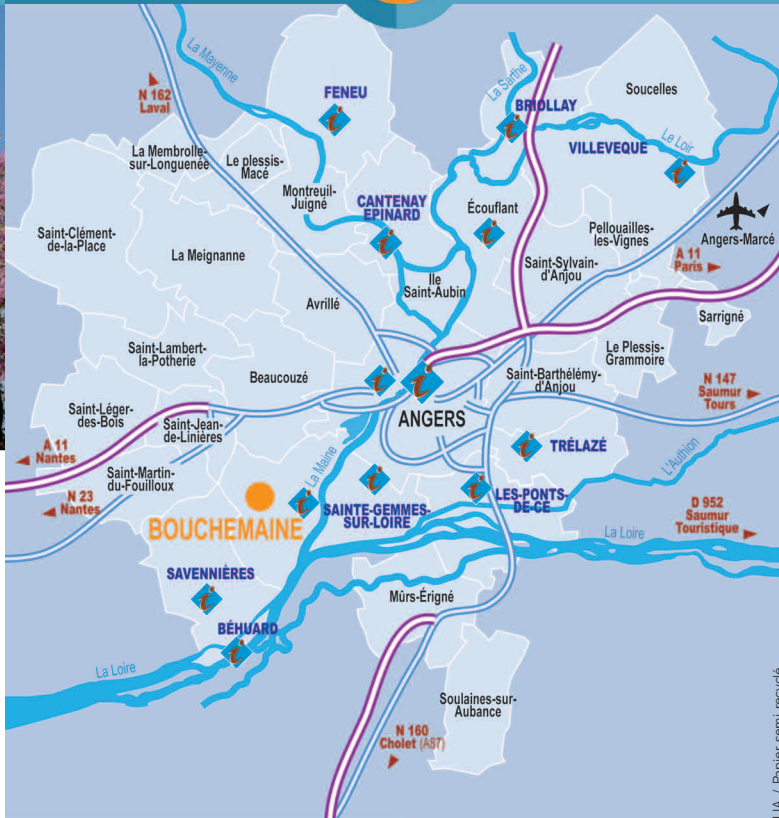 La Mayenne
N 162
Laval
FENEU
La Sarthe
BRIOLLAY
Soucelles
Le Loir
VILLEVEQUE
La Membrolle-
sur-Longuenée
Le plessis-
Macé
Montreuil-
Juigné
CANTENAY
EPINARD
Écouflant
Pellouailles-
les-Vignes
Angers-Marcé
A 11
Paris
Saint-Clément-
de-la-Place
La Meignanne
Avrillé
Ile
Saint-Aubin
Saint-Sylvain-
d'Anjou
Sarrigné
Saint-Lambert-
la-Potherie
Beaucouzé
Le Plessis-
Grammoire
Saint-Barthélémy-
d'Anjou
N 147
Saumur
Tours
ANGERS
Saint-Léger-
des-Bois
Saint-Jean-
de-Linières
A 11
Nantes
Saint-Martin-
du-Fouilloux
N 23
Nantes
La Maine
TRÉLAZÉ
L'Authion
BOUCHEMAINE
SAINTE-GEMMES-
SUR-LOIRE
LES-PONTS-
DE-CE
D 952
Saumur
Touristique
La Loire
SAVENNIÈRES
Mûrs-Érigné
BÉHUARD
La Loire
Soulaines-sur-
Aubance
N 160
Cholet (A87)
IA / Papier semi-recyclé